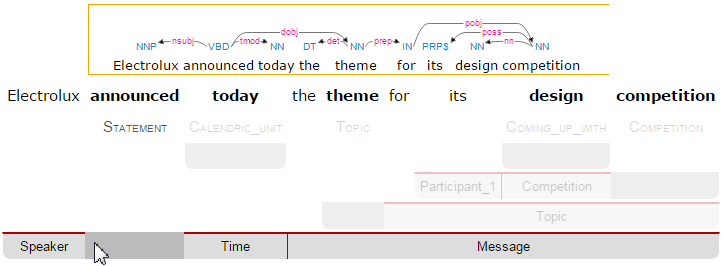 dobj pobj
nsubj tmod det prep poss
NNP VBD NN DT NN IN PRP$ NN nn NN
Electrolux announced today the theme for its design competition
Electrolux announced today the theme for its design competition
STATEMENT CALENDRIC_UNIT TOPIC COMING_UP_WITH COMPETITION
Participant_1 Competition
Topic
Speaker Time Message